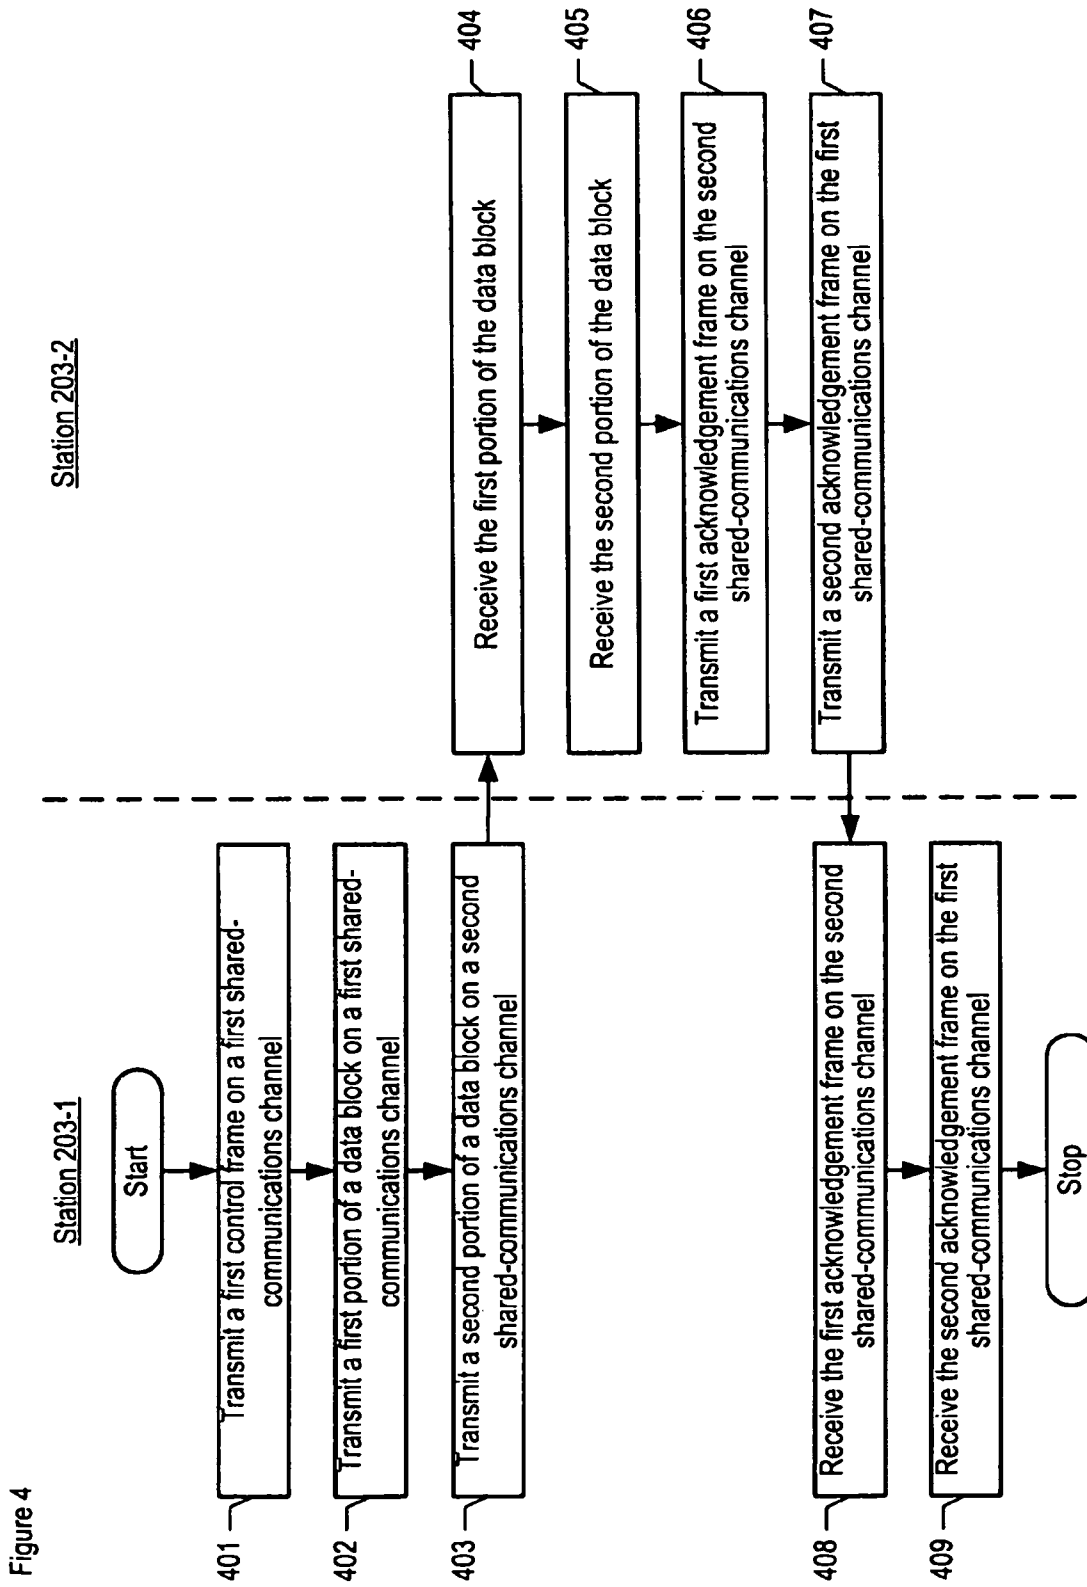 Figure 4
Station 203-1
Station 203-2
Start
401
Transmit a first control frame on a first shared-
communications channel
402
Transmit a first portion of a data block on a first shared-
communications channel
403
Transmit a second portion of a data block on a second
shared-communications channel
404
Receive the first portion of the data block
405
Receive the second portion of the data block
406
Transmit a first acknowledgement frame on the second
shared-communications channel
407
Transmit a second acknowledgement frame on the first
shared-communications channel
408
Receive the first acknowledgement frame on the second
shared-communications channel
409
Receive the second acknowledgement frame on the first
shared-communications channel
Stop